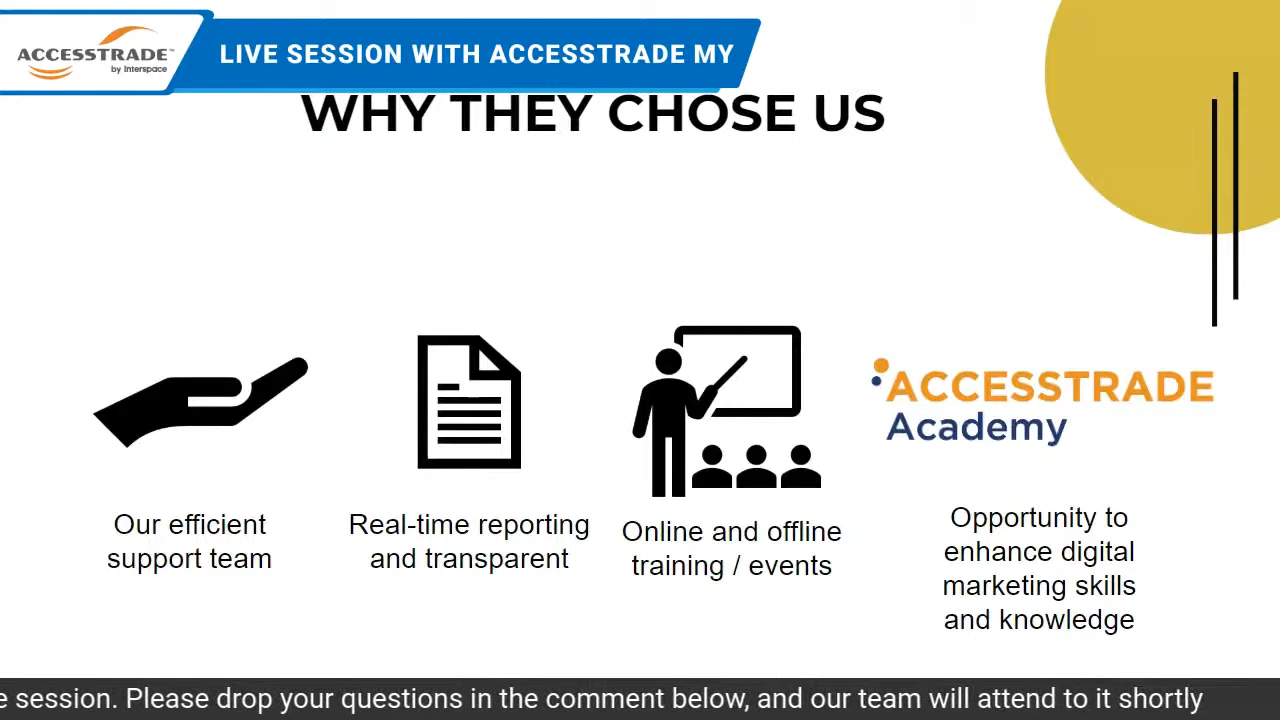 ACCESSTRADE™
by Interspace
LIVE SESSION WITH ACCESSTRADE MY
WHY THEY CHOSE US
Our efficient
support team
Real-time reporting
and transparent
Online and offline
training / events
ACCESSTRADE
Academy
Opportunity to
enhance digital
marketing skills
and knowledge
e session. Please drop your questions in the comment below, and our team will attend to it shortly